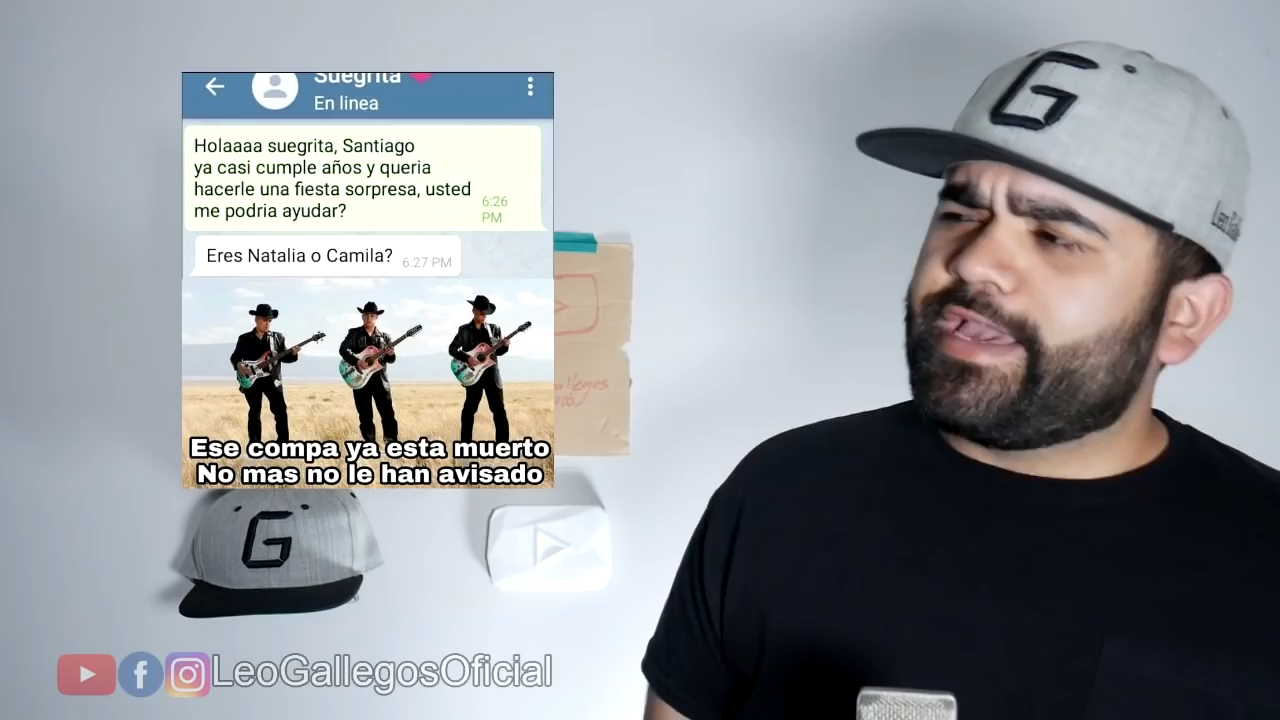 Suegrita
En linea
Holaaaa suegrita, Santiago
ya casi cumple años y queria
hacerle una fiesta sorpresa, usted
me podria ayudar?
6:26
PM
Eres Natalia o Camila?
6:27 PM
Ese compa ya esta muerto
No mas no le han avisado
G
G
LeoGallegosOficial